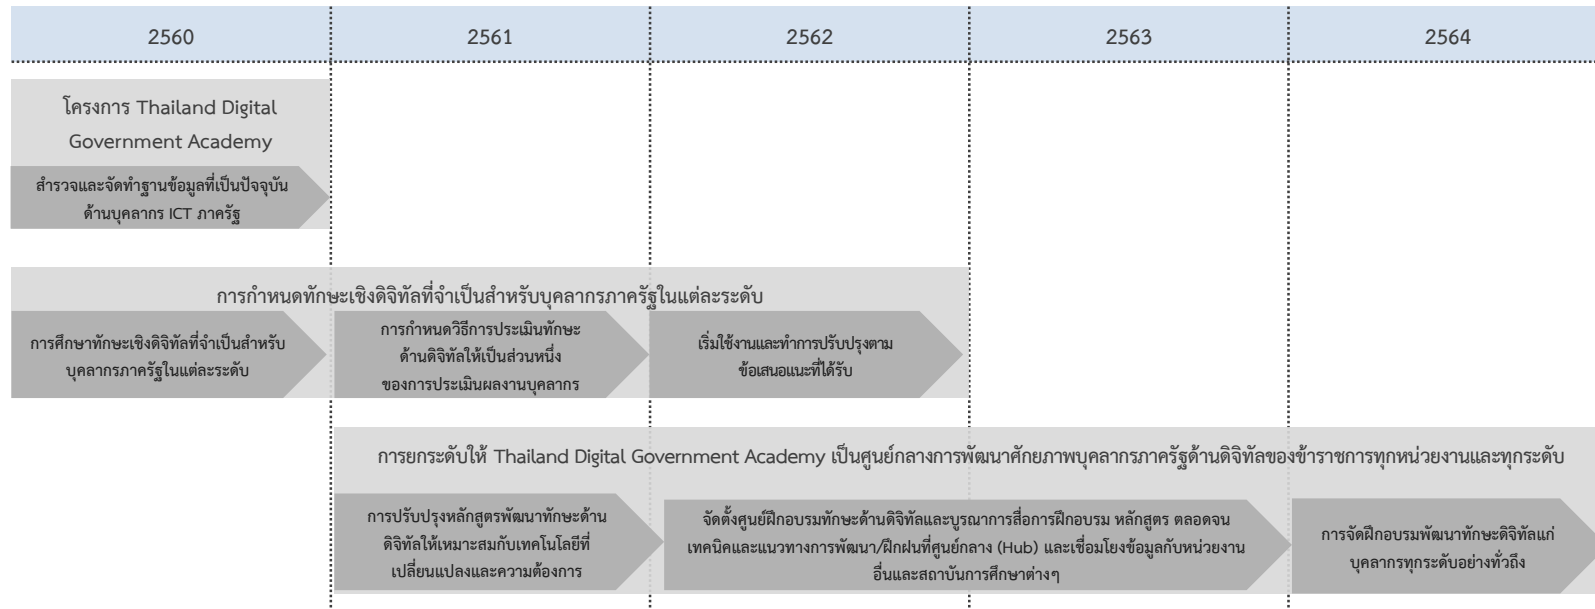 2560 2561 2562 2563 2564
โครงการ Thailand Digital
Government Academy
สำรวจและจัดทำฐานข้อมูลที่เป็นปัจจุบัน
ด้านบุคลากร ICT ภาครัฐ
การกำหนดทักษะเชิงดิจิทัลที่จำเป็นสำหรับบุคลากรภาครัฐในแต่ละระดับ
การศึกษาทักษะเชิงดิจิทัลที่จำเป็นสำหรับ
บุคลากรภาครัฐในแต่ละระดับ
การกำหนดวิธีการประเมินทักษะ
ด้านดิจิทัลให้เป็นส่วนหนึ่ง
ของการประเมินผลงานบุคลากร
เริ่มใช้งานและทำการปรับปรุงตาม
ข้อเสนอแนะที่ได้รับ
การยกระดับให้ Thailand Digital Government Academy เป็นศูนย์กลางการพัฒนาศักยภาพบุคลากรภาครัฐด้านดิจิทัลของข้าราชการทุกหน่วยงานและทุกระดับ
การปรับปรุงหลักสูตรพัฒนาทักษะด้าน
ดิจิทัลให้เหมาะสมกับเทคโนโลยีที่
เปลี่ยนแปลงและความต้องการ
จัดตั้งศูนย์ฝึกอบรมทักษะด้านดิจิทัลและบูรณาการสื่อการฝึกอบรม หลักสูตร ตลอดจน
เทคนิคและแนวทางการพัฒนา/ฝึกฝนที่ศูนย์กลาง (Hub) และเชื่อมโยงข้อมูลกับหน่วยงาน
อื่นและสถาบันการศึกษาต่างๆ
การจัดฝึกอบรมพัฒนาทักษะดิจิทัลแก่
บุคลากรทุกระดับอย่างทั่วถึง